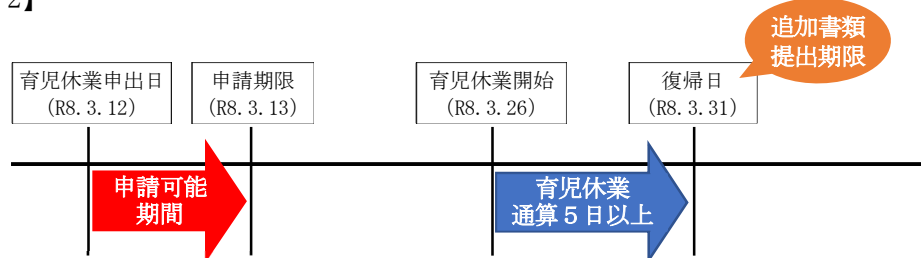 2】
追加書類
提出期限
育児休業申出日
(R8.3.12)
申請期限
(R8.3.13)
育児休業開始
(R8.3.26)
復帰日
(R8.3.31)
申請可能
期間
育児休業
通算５日以上